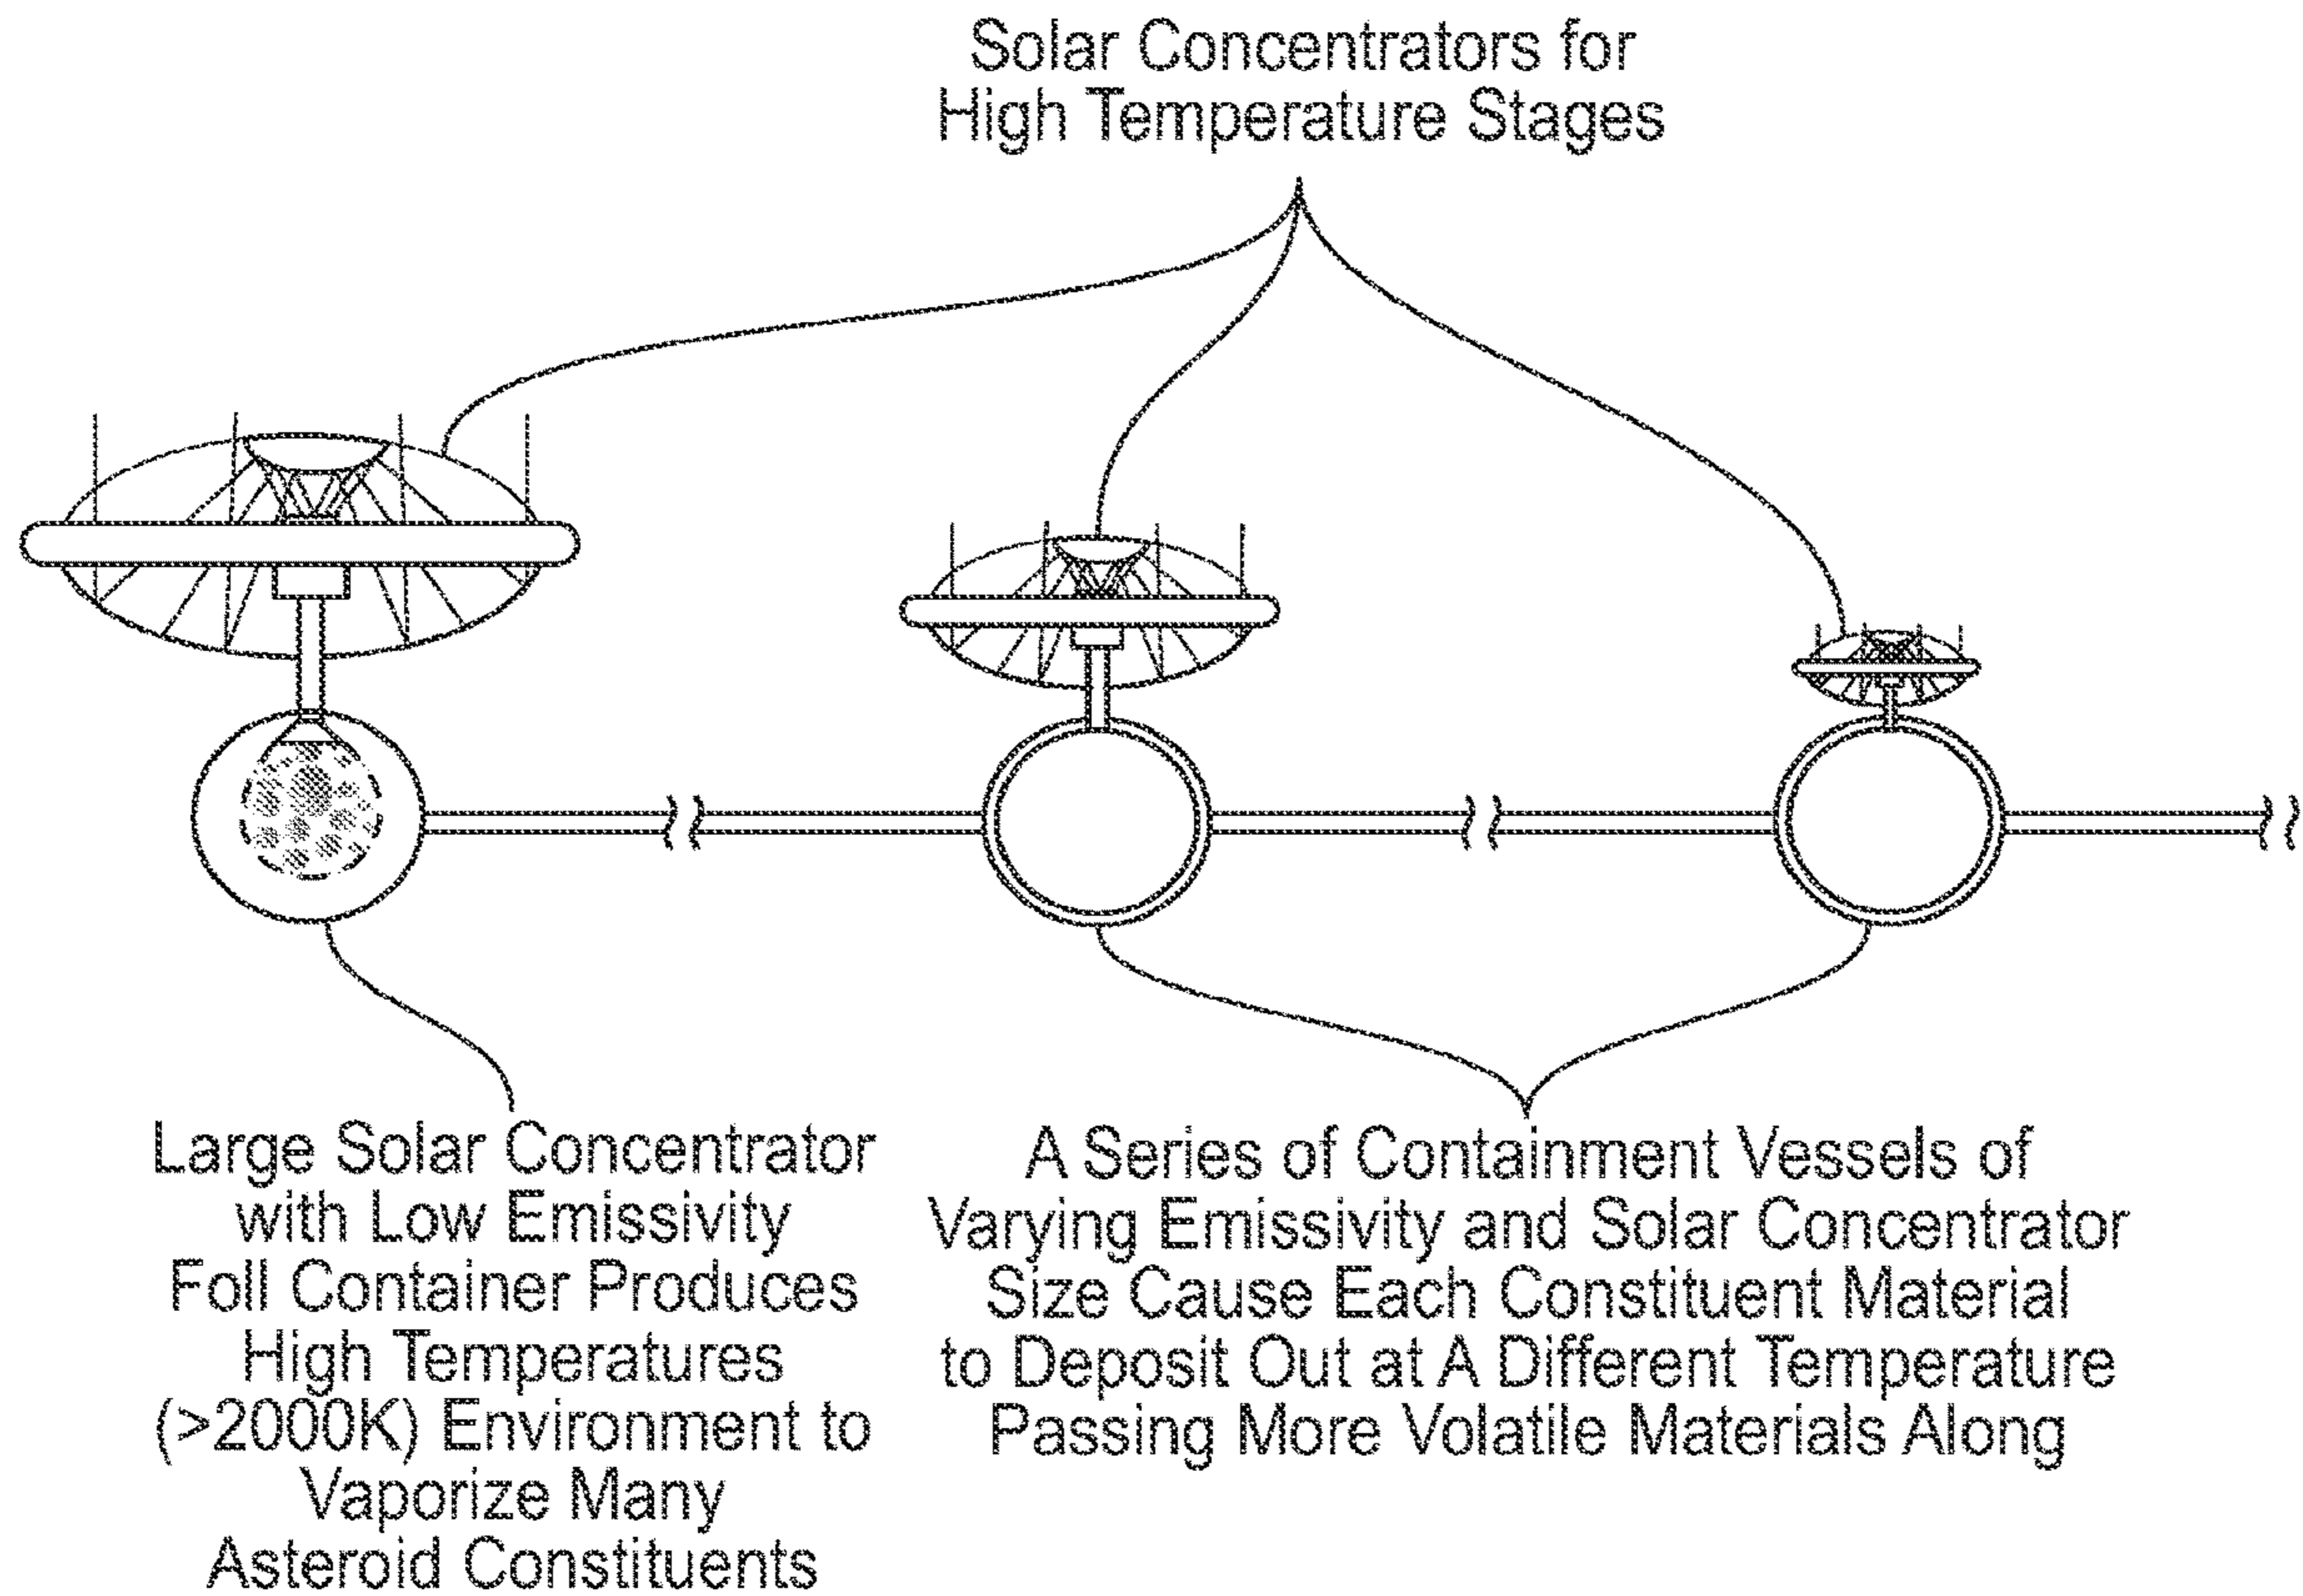 Solar Concentrators for
High Temperature Stages
Large Solar Concentrator
with Low Emissivity
Foll Container Produces
High Temperatures
(>2000K) Environment to
Vaporize Many
Asteroid Constituents
A Series of Containment Vessels of
Varying Emissivity and Solar Concentrator
Size Cause Each Constituent Material
to Deposit Out at A Different Temperature
Passing More Volatile Materials Along